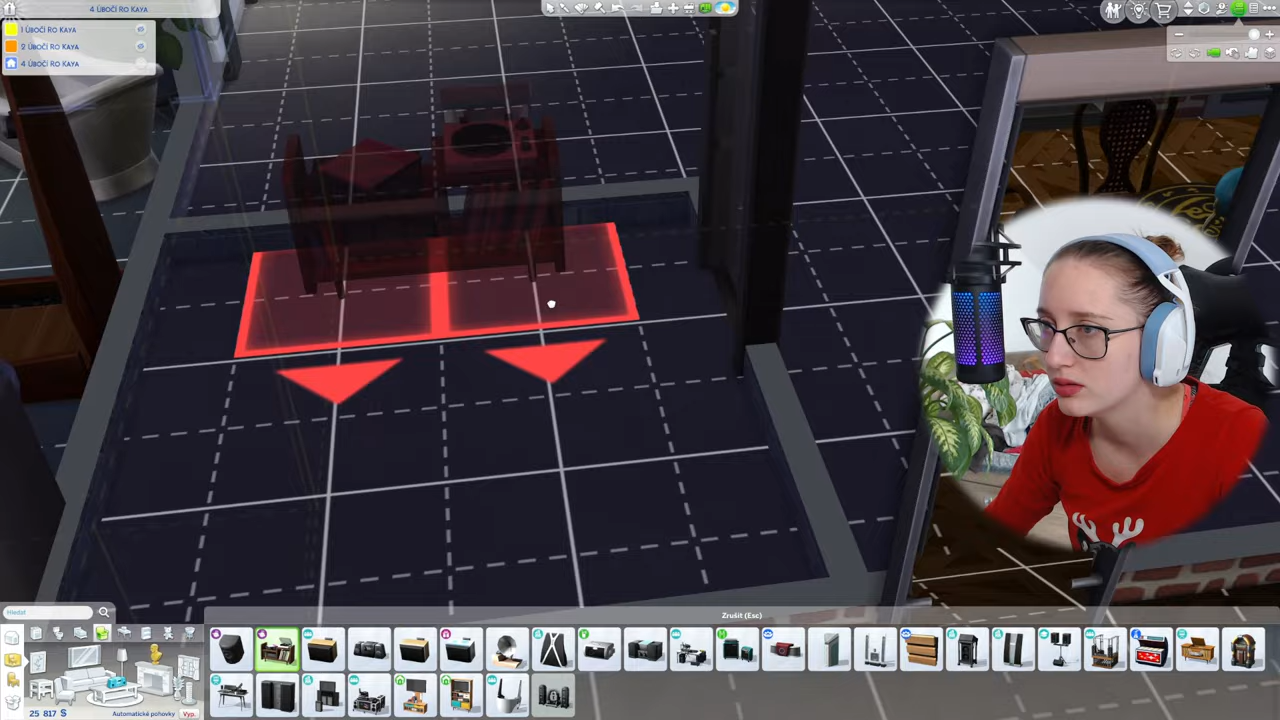 4 Úbočí Ro Kaya
1 Úbočí Ro Kaya
2 Úbočí Ro Kaya
4 Úbočí Ro Kaya
Zrušit (Esc)
Hledat
25 817 $
Automatické pohovky
Vyp.